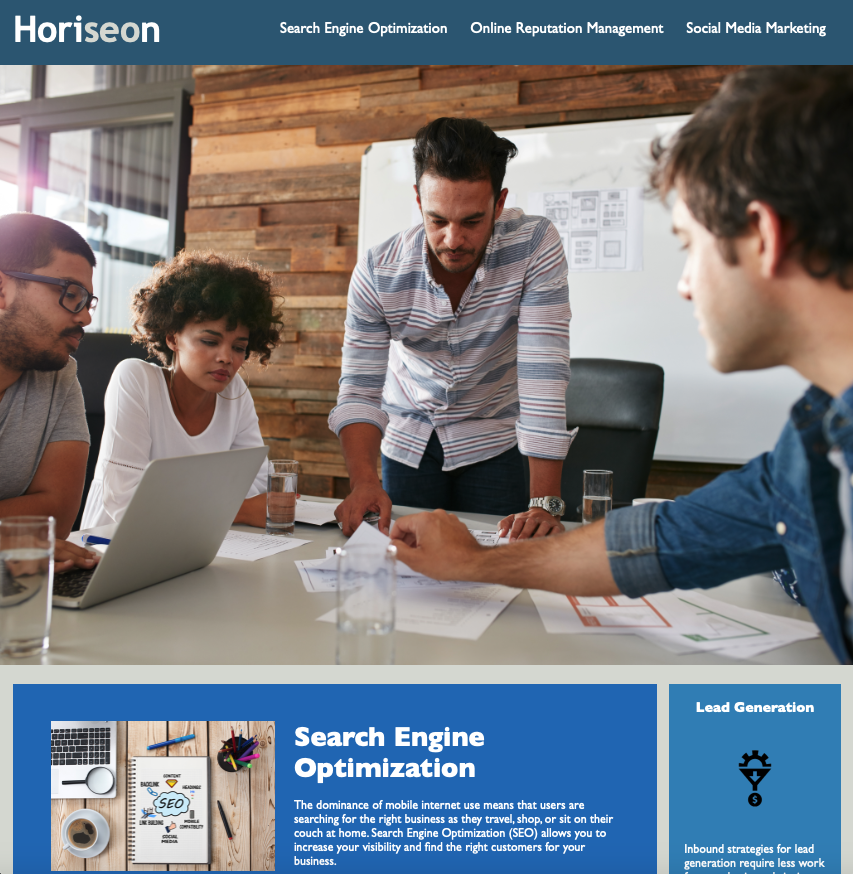 Horiseon
Search Engine Optimization Online Reputation Management Social Media Marketing
Search Engine
Optimization
The dominance of mobile internet use means that users are
searching for the right business as they travel, shop, or sit on their
couch at home. Search Engine Optimization (SEO) allows you to
increase your visibility and find the right customers for your
business.
CONTENT
BACKLINK
HEADINGS
SEO
LINK BUILDING
MOBILE
COMPATIBILITY
SOCIAL
MEDIA
Lead Generation
$
Inbound strategies for lead
generation require less work